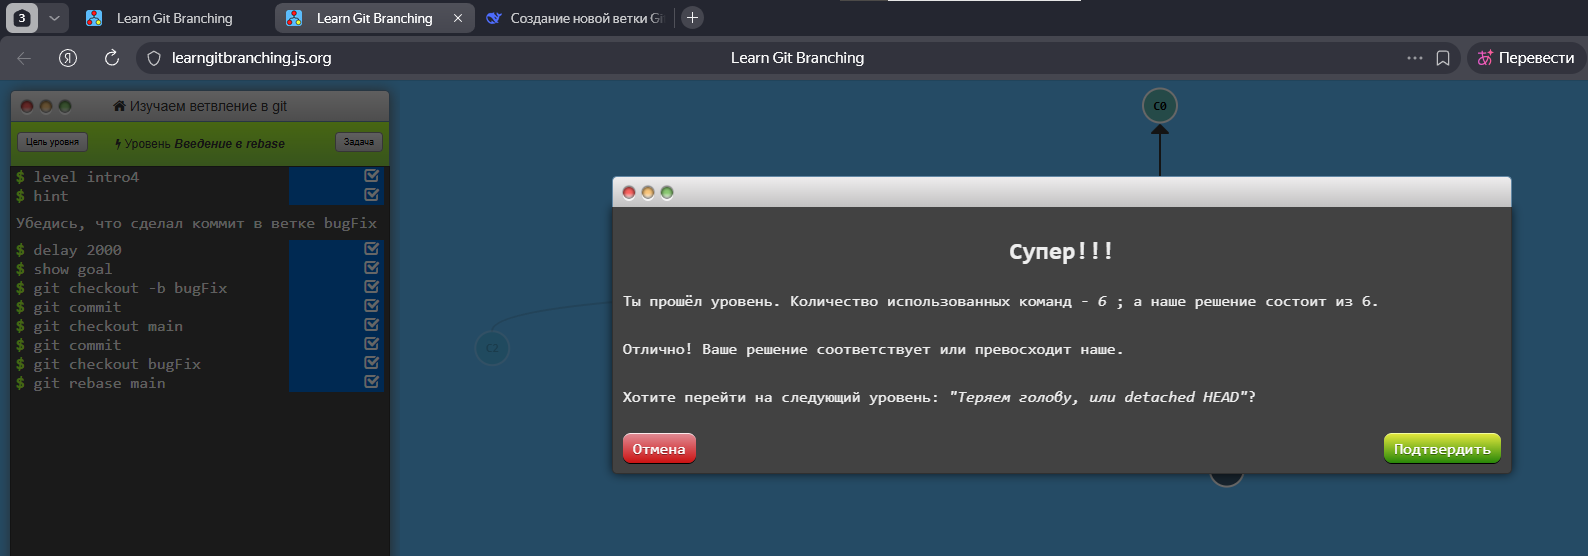 3
Learn Git Branching
Learn Git Branching
Создание новой ветки Gi
learngitbranching.js.org
Learn Git Branching
Перевести
Изучаем ветвление в git
Цель уровня
Уровень Введение в rebase
Задача
$ level intro4
$ hint
Убедись, что сделал коммит в ветке bugFix
$ delay 2000
$ show goal
$ git checkout -b bugFix
$ git commit
$ git checkout main
$ git commit
$ git checkout bugFix
$ git rebase main
C0
C2
Супер!!!
Ты прошёл уровень. Количество использованных команд - 6 ; а наше решение состоит из 6.
Отлично! Ваше решение соответствует или превосходит наше.
Хотите перейти на следующий уровень: "Теряем голову, или detached HEAD"?
Отмена
Подтвердить